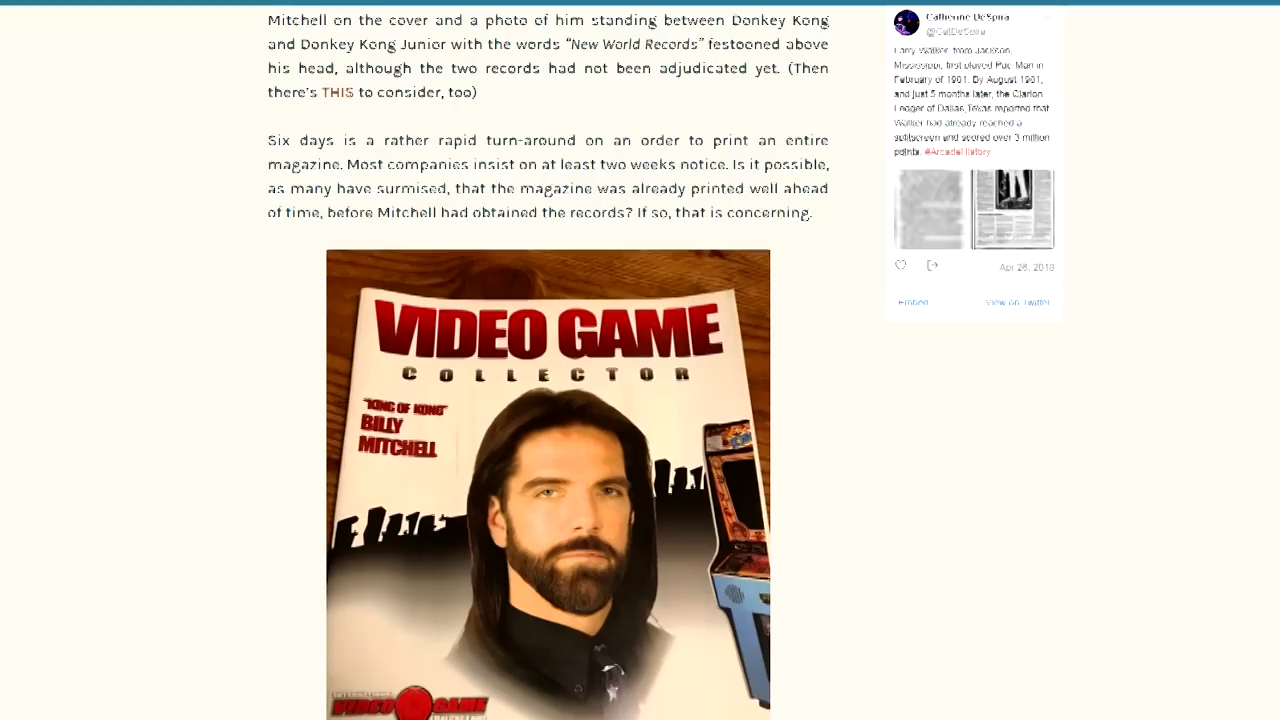 Mitchell on the cover and a photo of him standing between Donkey Kong
and Donkey Kong Junior with the words “New World Records” festooned above
his head, although the two records had not been adjudicated yet. (Then
there's THIS to consider, too)
Six days is a rather rapid turn-around on an order to print an entire
magazine. Most companies insist on at least two weeks notice. Is it possible,
as many have surmised, that the magazine was already printed well ahead
of time, before Mitchell had obtained the records? If so, that is concerning.
VIDEO GAME
COLLECTOR
"KING OF KONG"
BILLY
MITCHELL
VIDEO GAME
Catherine DeSpira
@CatDeSpira
Larry Walker, from Jackson,
Mississippi, first played Pac Man in
February of 1981. By August 1981,
and just 5 months later, the Clarion
Ledger of Dallas Texas reported that
Walker had already reached a
splitscreen and scored over 3 million
points. #ArcadeHistory
Apr 26, 2018
Embed
View on Twitter